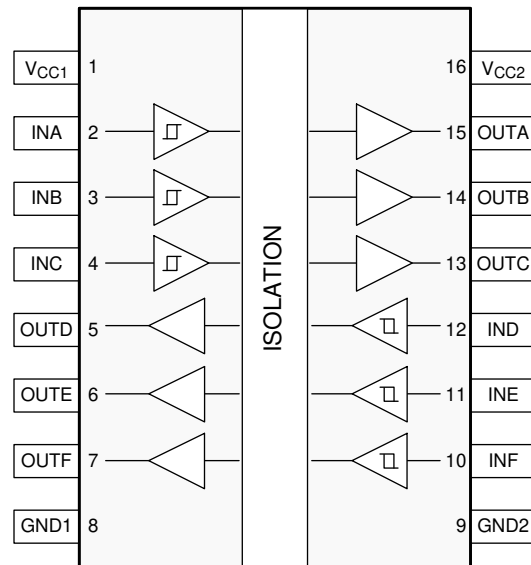 VCC1 1 16 VCC2
INA 2 15 OUTA
INB 3 14 OUTB
INC 4 13 OUTC
OUTD 5 12 IND
OUTE 6 11 INE
OUTF 7 10 INF
GND1 8 9 GND2
ISOLATION